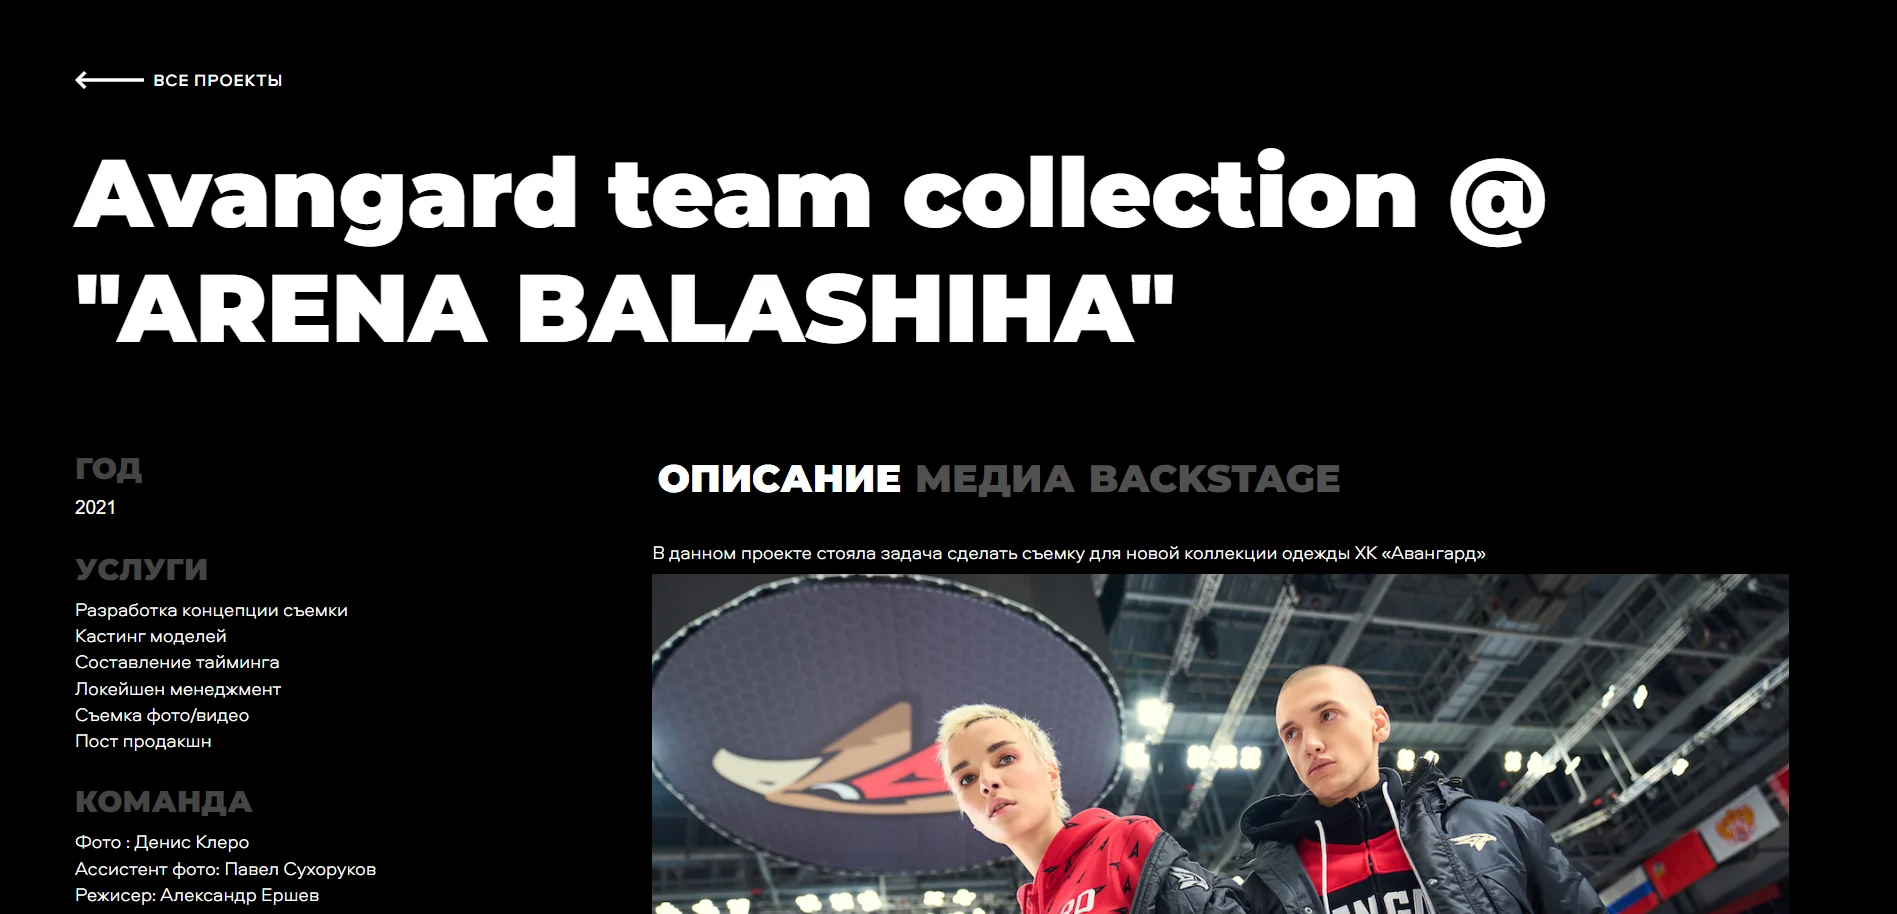 ВСЕ ПРОЕКТЫ
Avangard team collection @
"ARENA BALASHIHA"
ГОД
2021
УСЛУГИ
Разработка концепции съемки
Кастинг моделей
Составление тайминга
Локейшен менеджмент
Съемка фото/видео
Пост продакшн
КОМАНДА
Фото : Денис Клеро
Ассистент фото: Павел Сухоруков
Режисер: Александр Ершев
ОПИСАНИЕ МЕДИА BACKSTAGE
В данном проекте стояла задача сделать съемку для новой коллекции одежды ХК «Авангард»